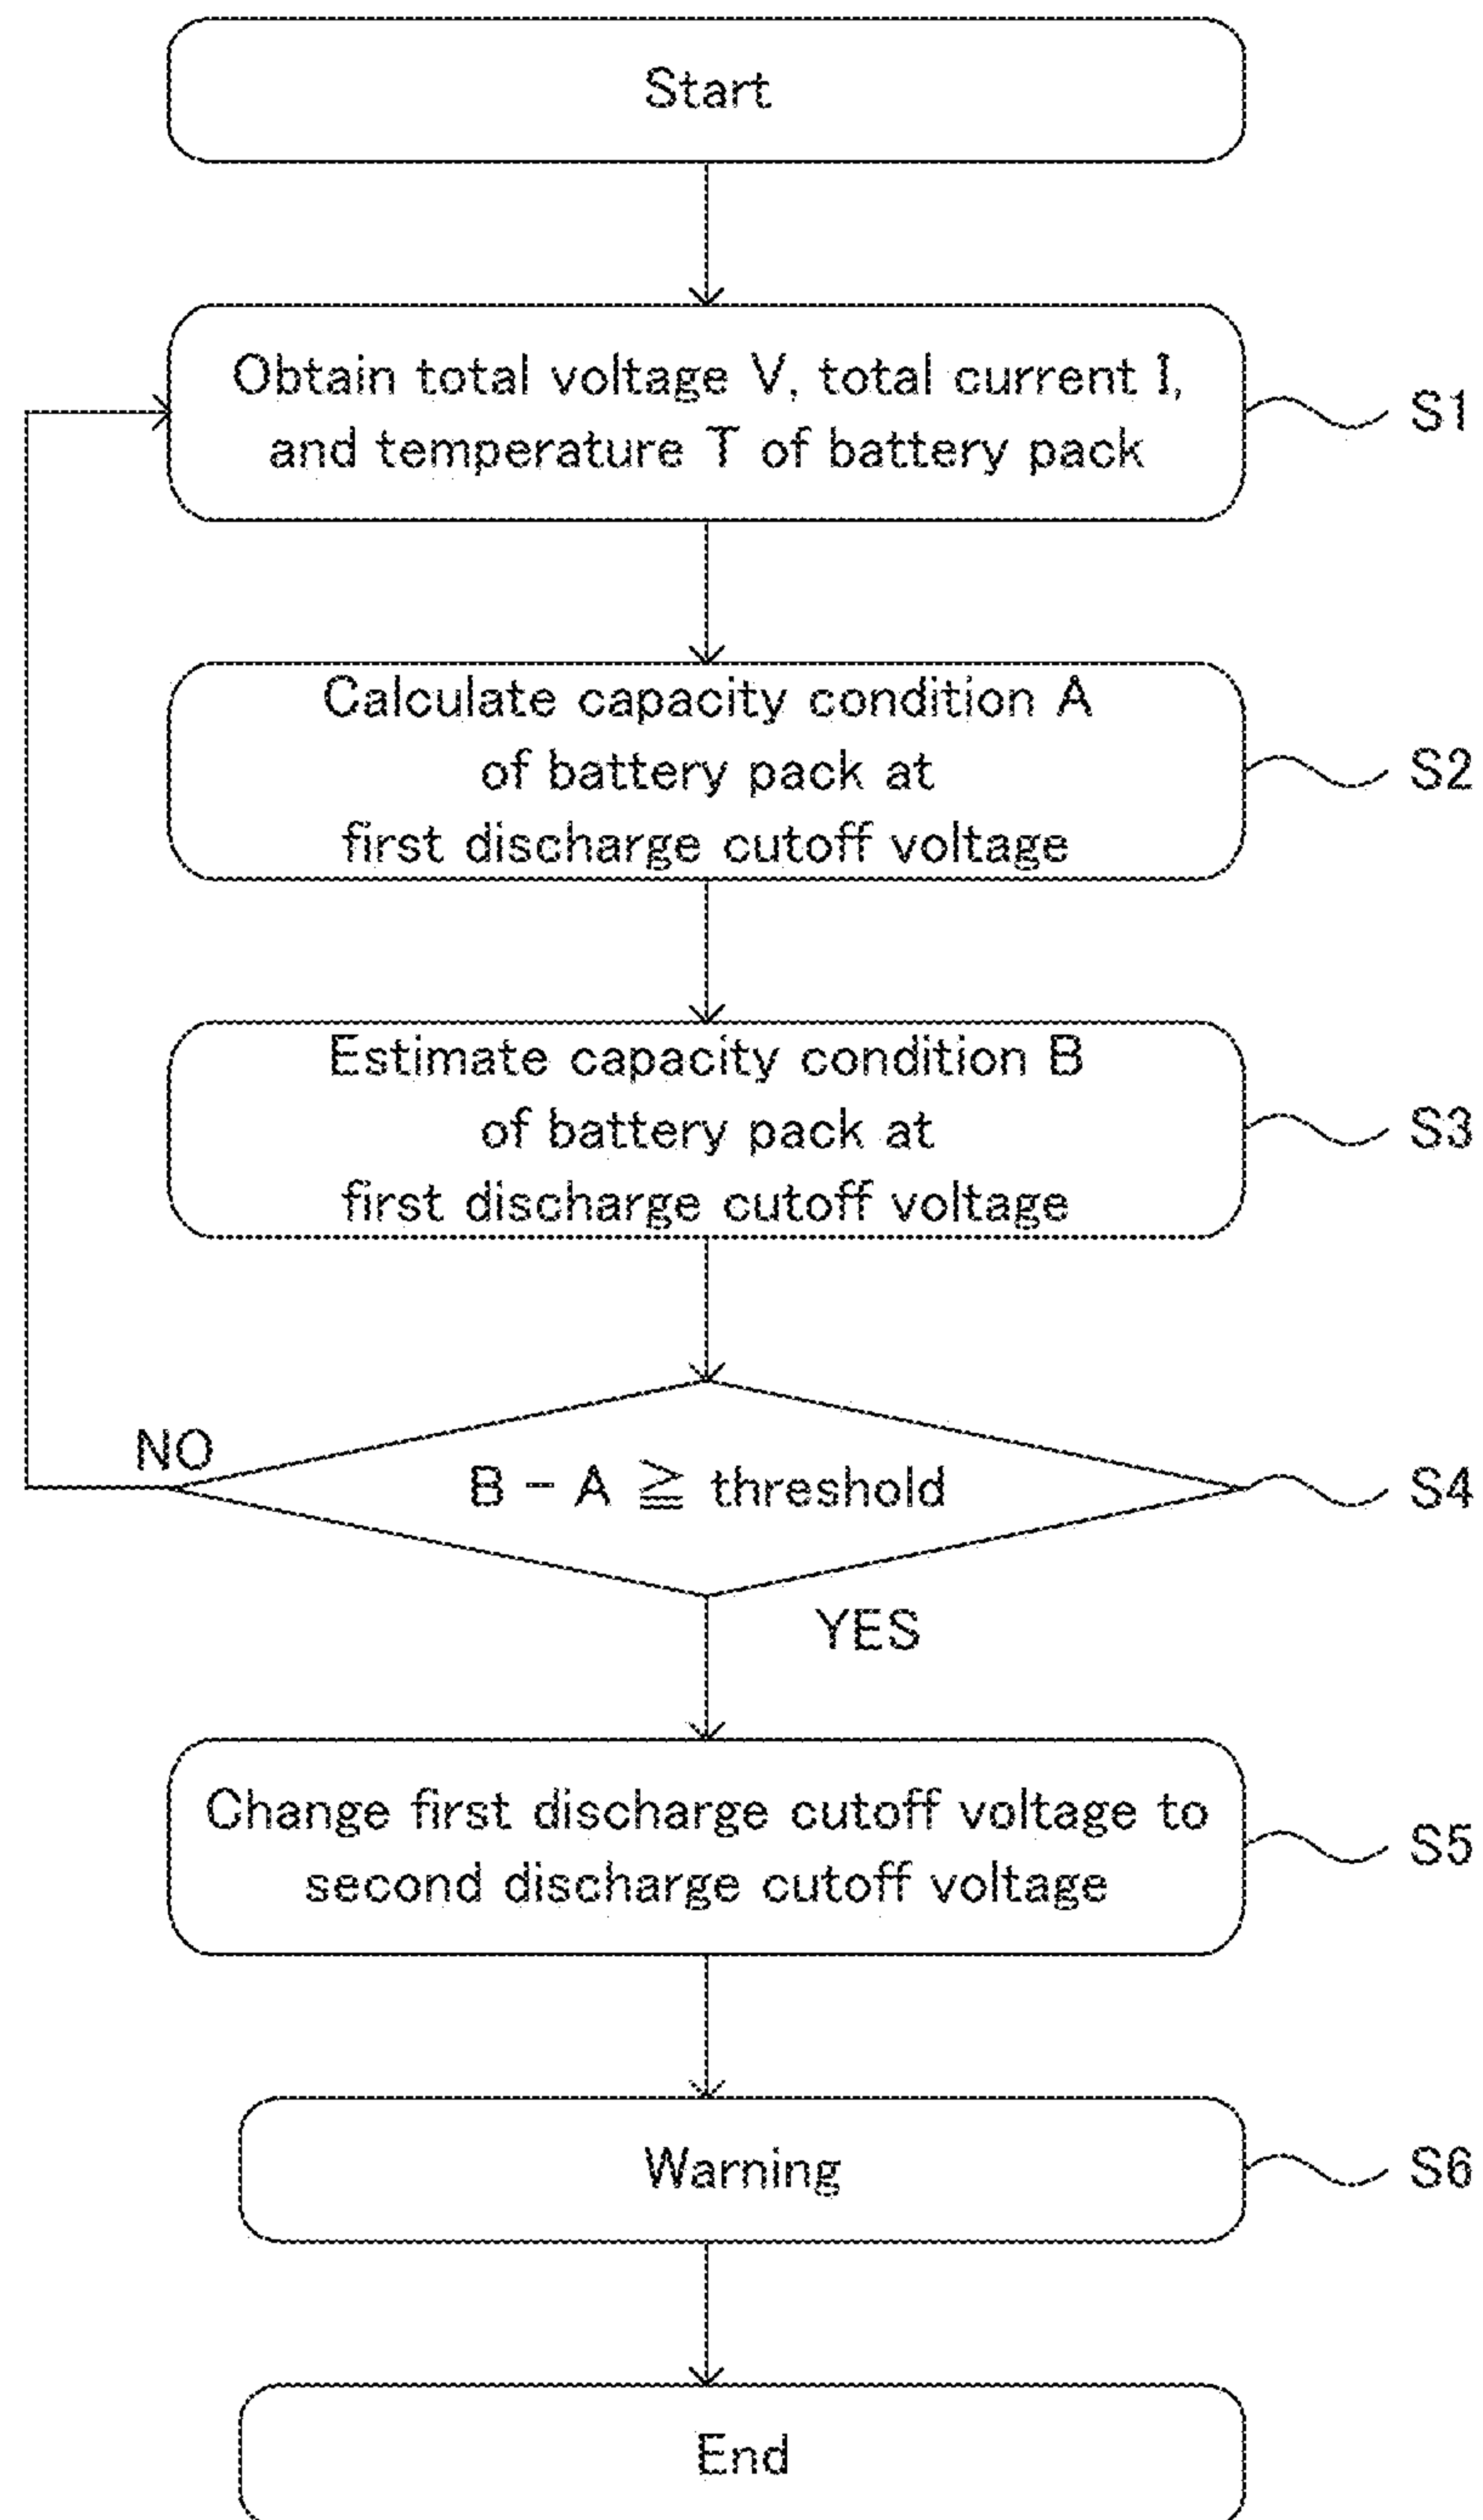 Start
Obtain total voltage V, total current I,
and temperature T of battery pack
S1
Calculate capacity condition A
of battery pack at
first discharge cutoff voltage
S2
Estimate capacity condition B
of battery pack at
first discharge cutoff voltage
S3
NO
B - A ≧ threshold
S4
YES
Change first discharge cutoff voltage to
second discharge cutoff voltage
S5
Warning
S6
End